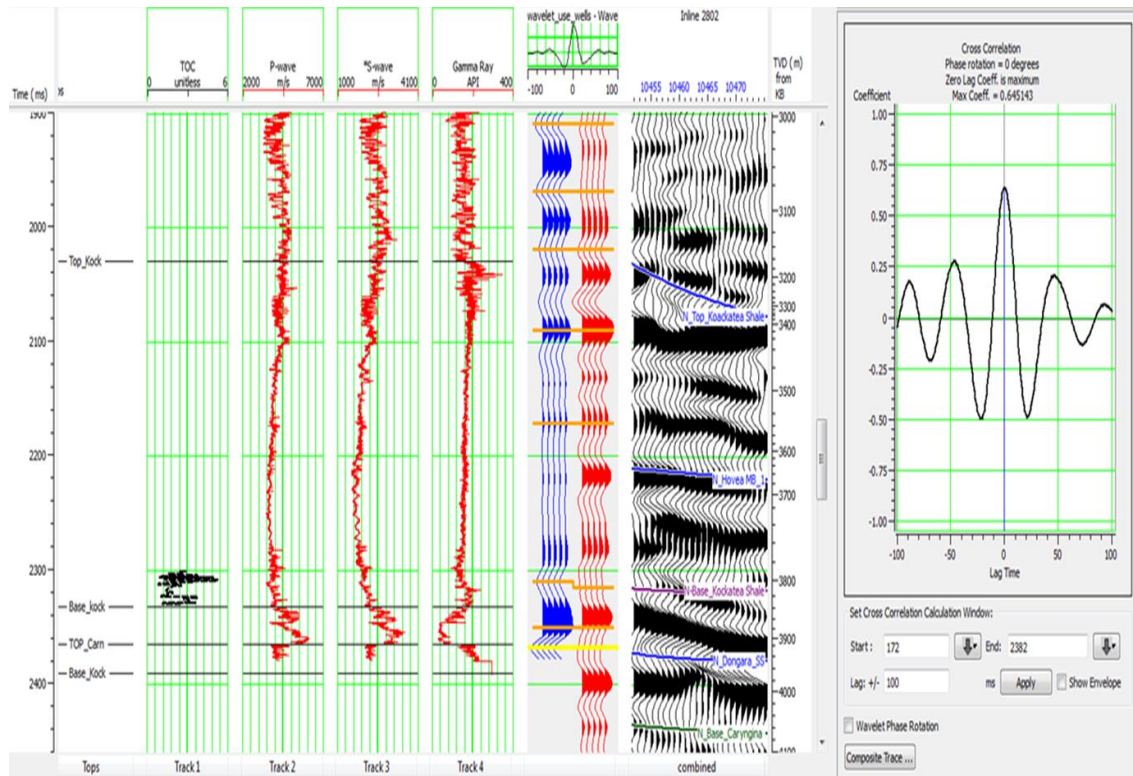 wavelet_use_wells - Wave
Inline 2802
TOC
unitless
0 6
P-wave
m/s
2000 7000
*S-wave
m/s
1000 4100
Gamma Ray
API
0 400
-100 0 100
10455 10460 10465 10470
TVD ( m )
from
KB
Time ( ms )
1900
2000
2100
2200
2300
2400
Top_Kock
Base_kock
TOP_Carn
Base_Kock
N_Top_Koackatea Shale
N_Hovea MB_1
N-Base_Kockatea Shale
N_Dongara_SS
N_Base_Caryngina
3000
3100
3200
3300
3400
3500
3600
3700
3800
3900
4000
4100
Tops
Track 1
Track 2
Track 3
Track 4
combined
Cross Correlation
Phase rotation = 0 degrees
Zero Lag Coeff. is maximum
Max Coeff. = 0.645143
Coefficient
1.00
0.75
0.50
0.25
0
-0.25
-0.50
-0.75
-1.00
-100 -50 0 50 100
Lag Time
Set Cross Correlation Calculation Window:
Start : 172 End: 2382
Lag: +/- 100 ms Apply Show Envelope
Wavelet Phase Rotation
Composite Trace ...